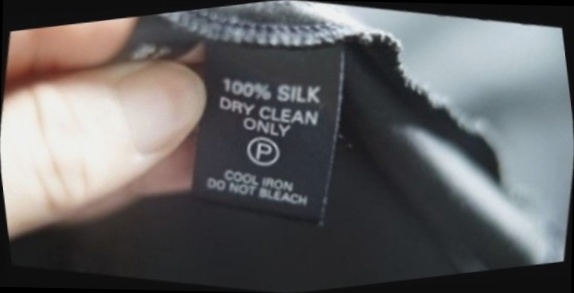 100% SILK
DRY CLEAN
ONLY
P
COOL IRON
DO NOT BLEACH